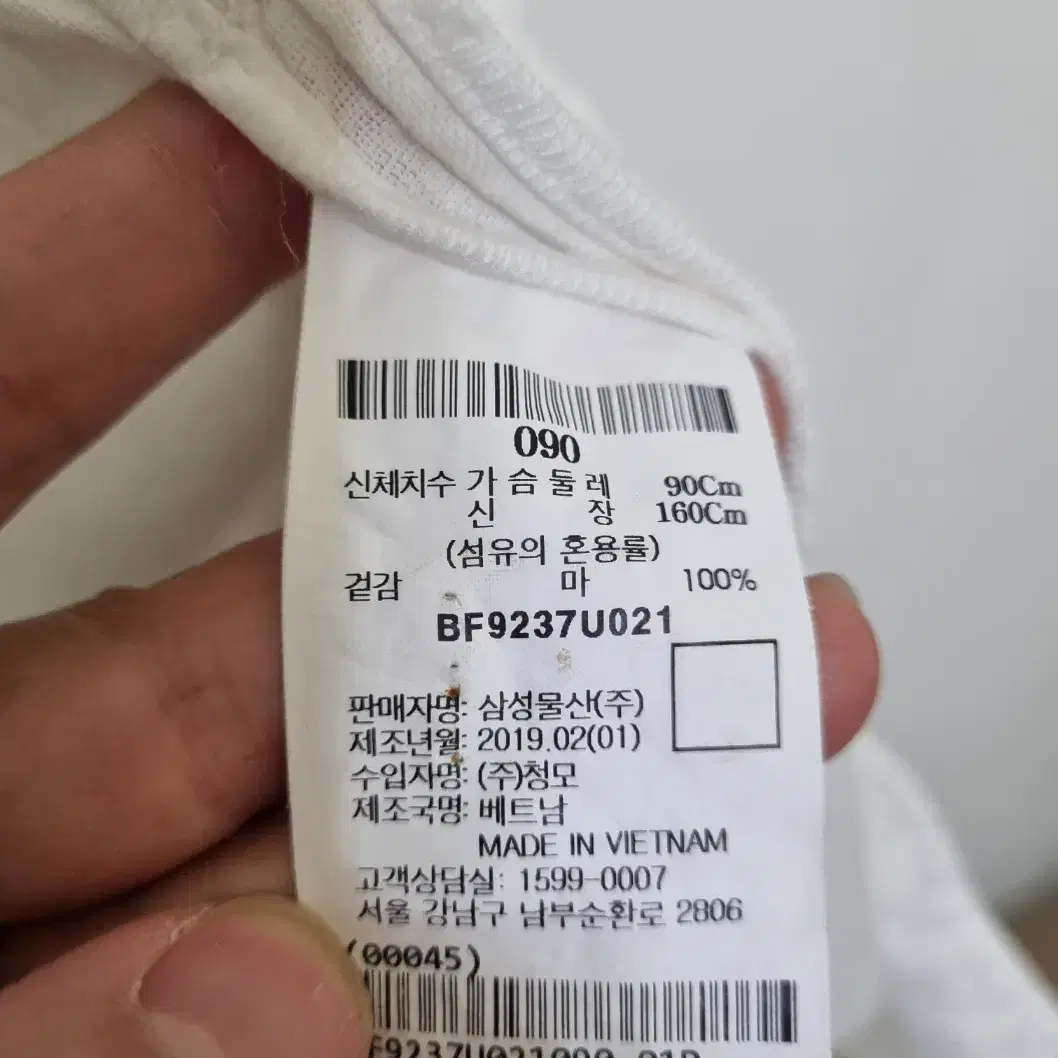 090
신체치수 가슴둘레 90Cm
신장 160Cm
(섬유의 혼용률)
겉감 마 100%
BF9237U021
판매자명: 삼성물산(주)
제조년월: 2019.02(01)
수입자명: (주)청모
제조국명: 베트남
MADE IN VIETNAM
고객상담실: 1599-0007
서울 강남구 남부순환로 2806
(00045)
F9237U021090